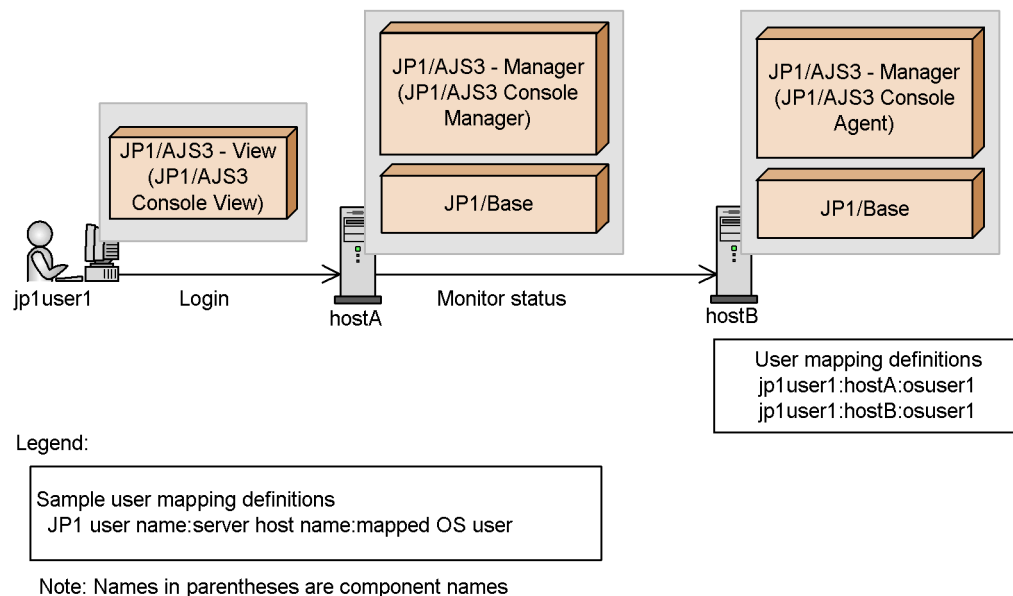 JP1/AJS3 - View
(JP1/AJS3
Console View)
JP1/AJS3 - Manager
(JP1/AJS3 Console
Manager)
JP1/Base
JP1/AJS3 - Manager
(JP1/AJS3 Console
Agent)
JP1/Base
jp1user1
Login
hostA
Monitor status
hostB
User mapping definitions
jp1user1:hostA:osuser1
jp1user1:hostB:osuser1
Legend:
Sample user mapping definitions
JP1 user name:server host name:mapped OS user
Note: Names in parentheses are component names